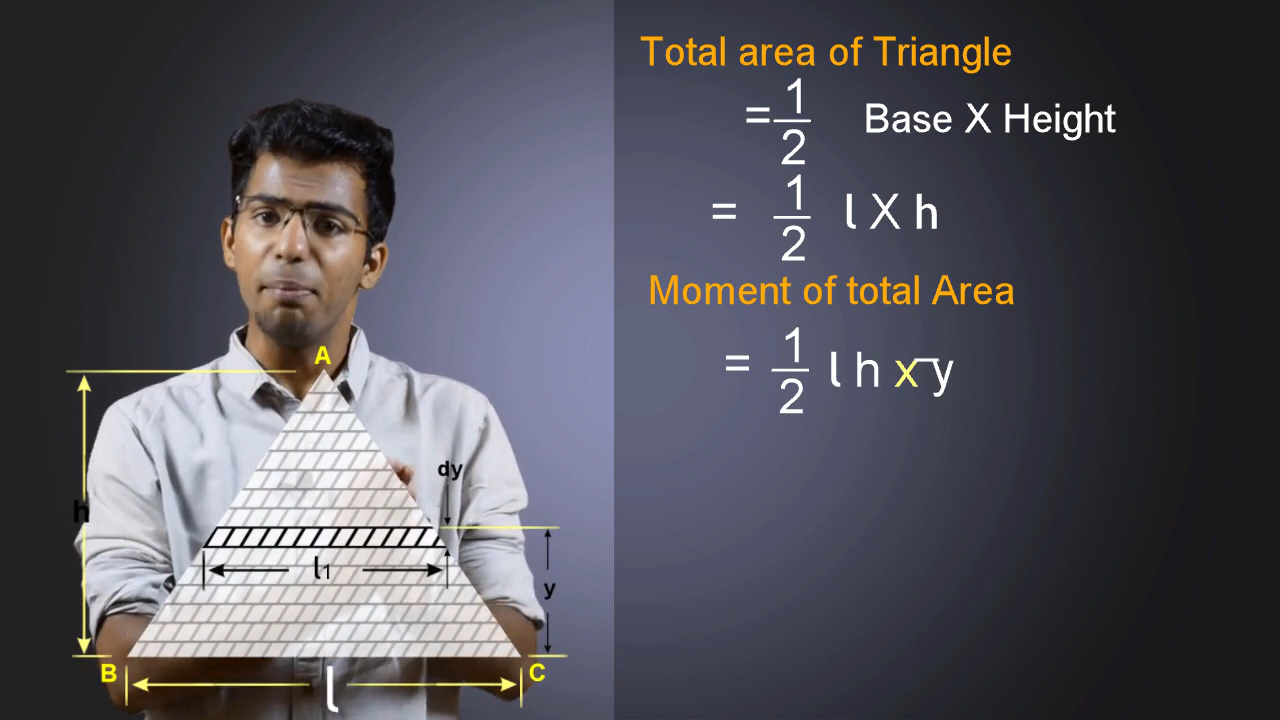 Total area of Triangle
= 1/2 Base X Height
= 1/2 l X h
Moment of total Area
= 1/2 l h x ȳ
A
dy
h
l₁
y
B
C
l